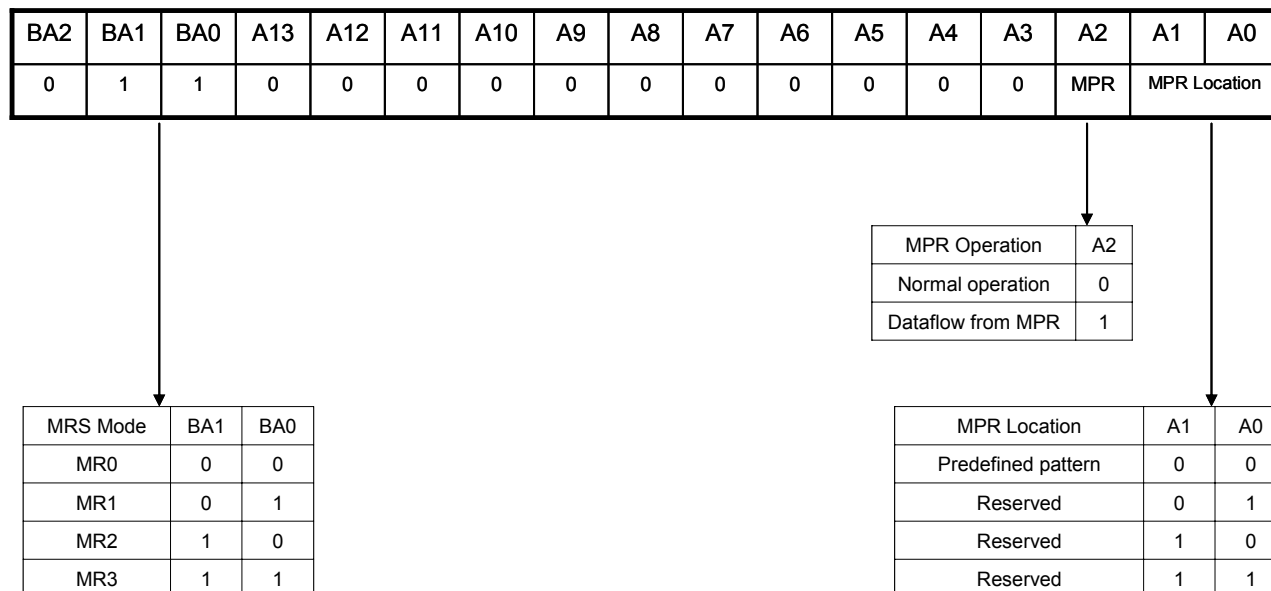 BA2 BA1 BA0 A13 A12 A11 A10 A9 A8 A7 A6 A5 A4 A3 A2 A1 A0
0 1 1 0 0 0 0 0 0 0 0 0 0 0 MPR MPR Location
MPR Operation A2
Normal operation 0
Dataflow from MPR 1
MRS Mode BA1 BA0
MR0 0 0
MR1 0 1
MR2 1 0
MR3 1 1
MPR Location A1 A0
Predefined pattern 0 0
Reserved 0 1
Reserved 1 0
Reserved 1 1